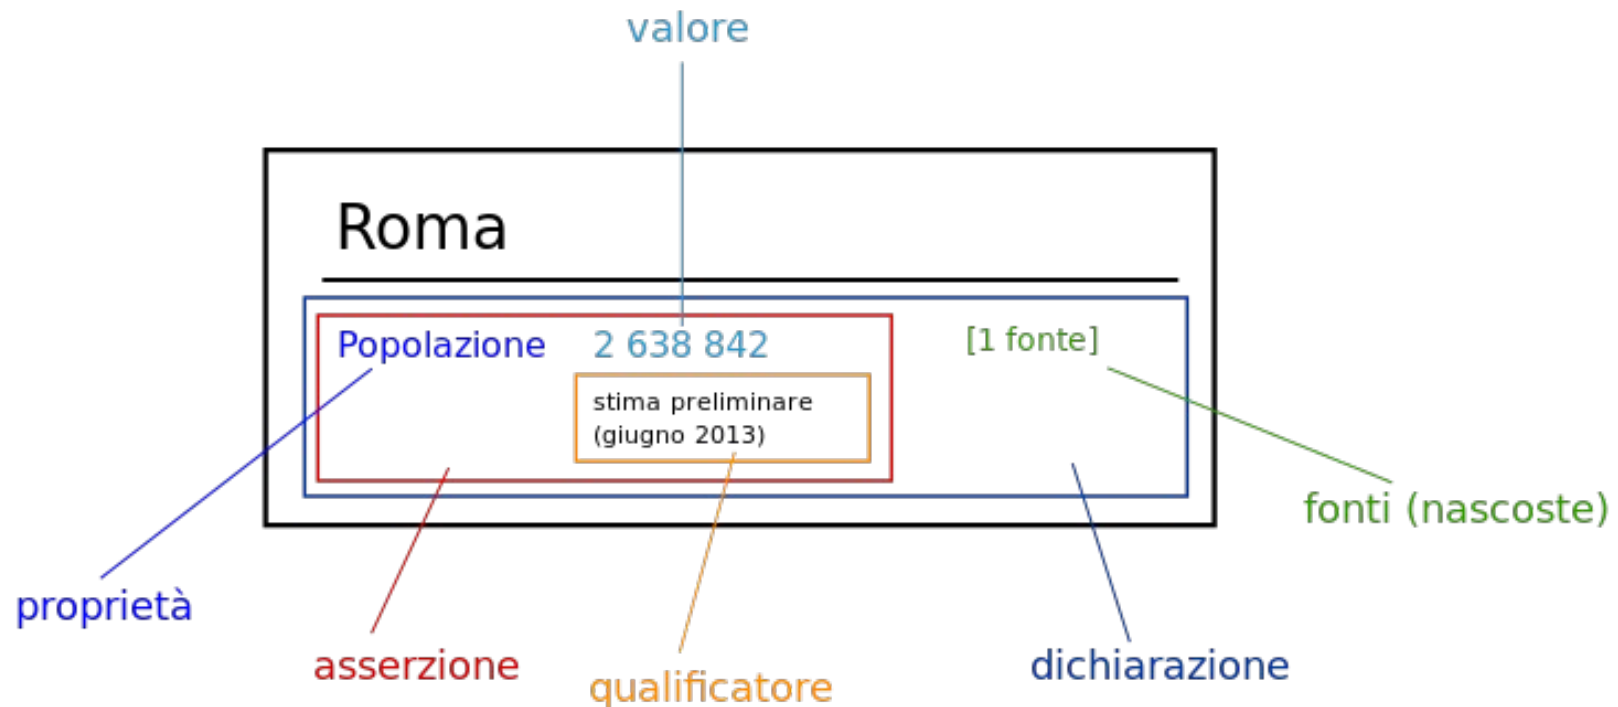 valore
Roma
Popolazione 2 638 842 [1 fonte]
stima preliminare
(giugno 2013)
fonti (nascoste)
proprietà
asserzione
qualificatore
dichiarazione